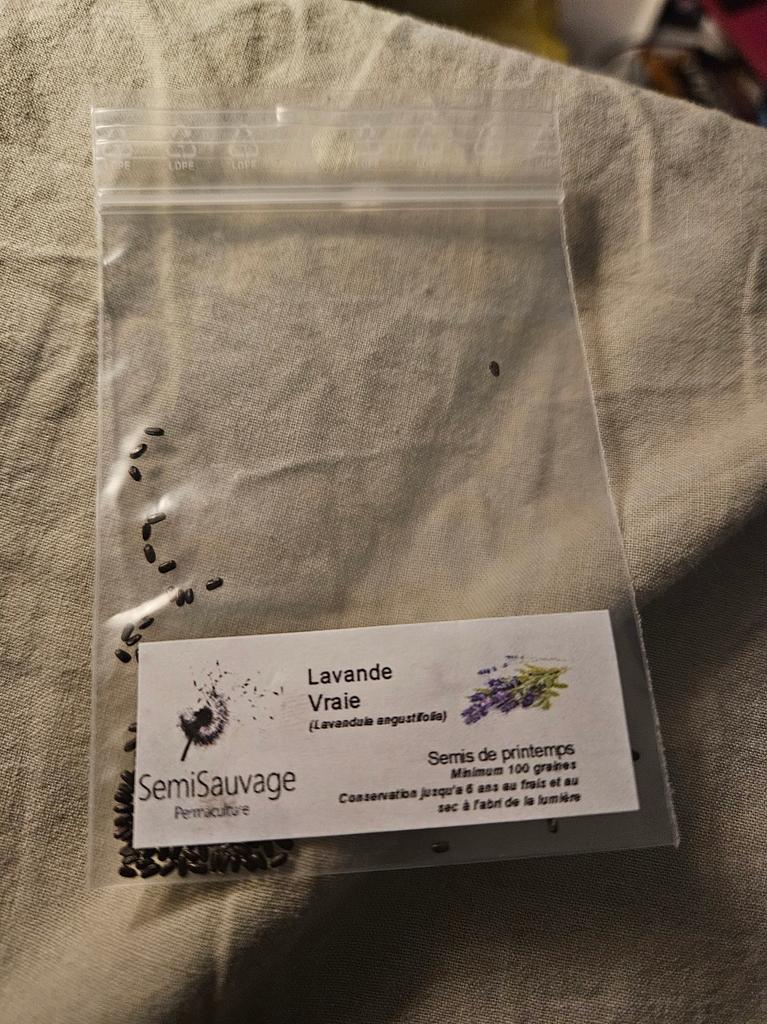 LDPE LDPE LDPE LDPE LDPE
Lavande
Vraie
(Lavandula angustifolia)
SemiSauvage
Permaculture
Semis de printemps
Minimum 100 graines
Conservation jusqu'a 6 ans au frais et au
sec à l'abri de la lumière